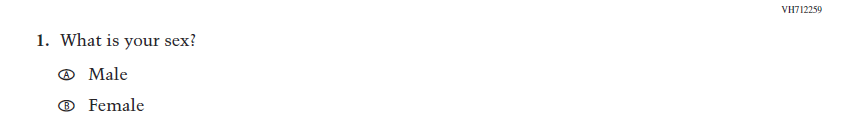 VH712259
1. What is your sex?
A Male
B Female